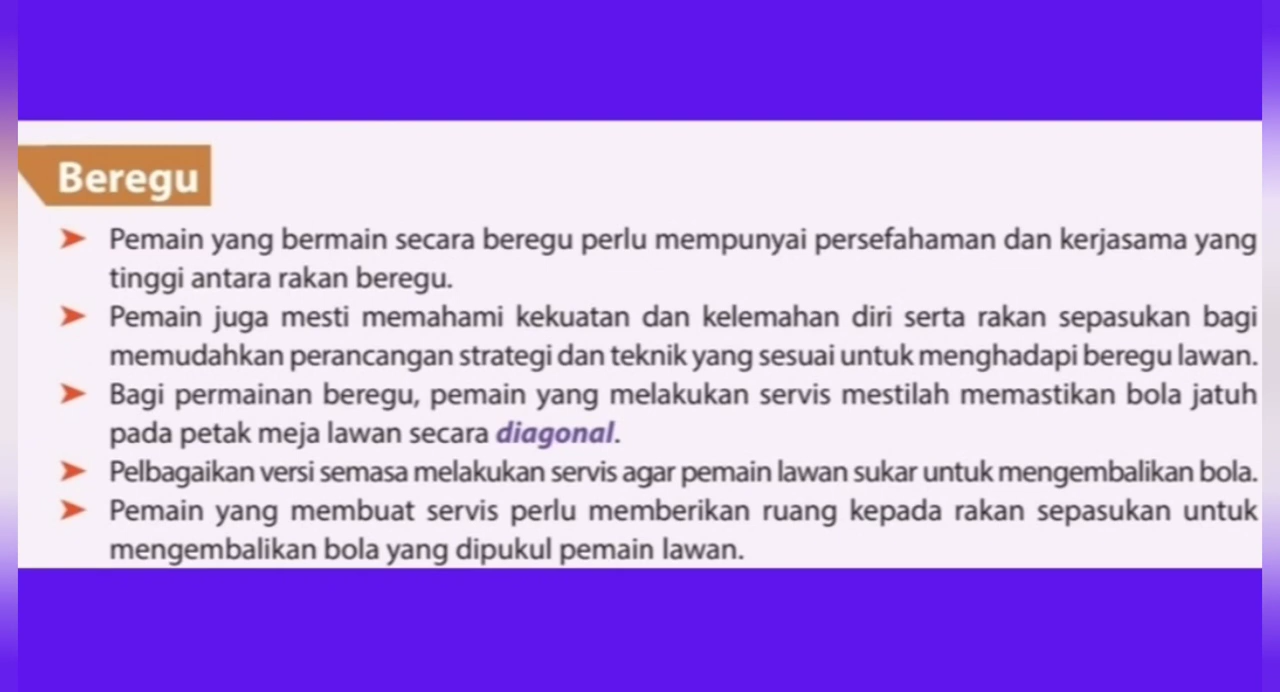 Beregu
➤ Pemain yang bermain secara beregu perlu mempunyai persefahaman dan kerjasama yang
tinggi antara rakan beregu.
➤ Pemain juga mesti memahami kekuatan dan kelemahan diri serta rakan sepasukan bagi
memudahkan perancangan strategi dan teknik yang sesuai untuk menghadapi beregu lawan.
➤ Bagi permainan beregu, pemain yang melakukan servis mestilah memastikan bola jatuh
pada petak meja lawan secara diagonal.
➤ Pelbagaikan versi semasa melakukan servis agar pemain lawan sukar untuk mengembalikan bola.
➤ Pemain yang membuat servis perlu memberikan ruang kepada rakan sepasukan untuk
mengembalikan bola yang dipukul pemain lawan.